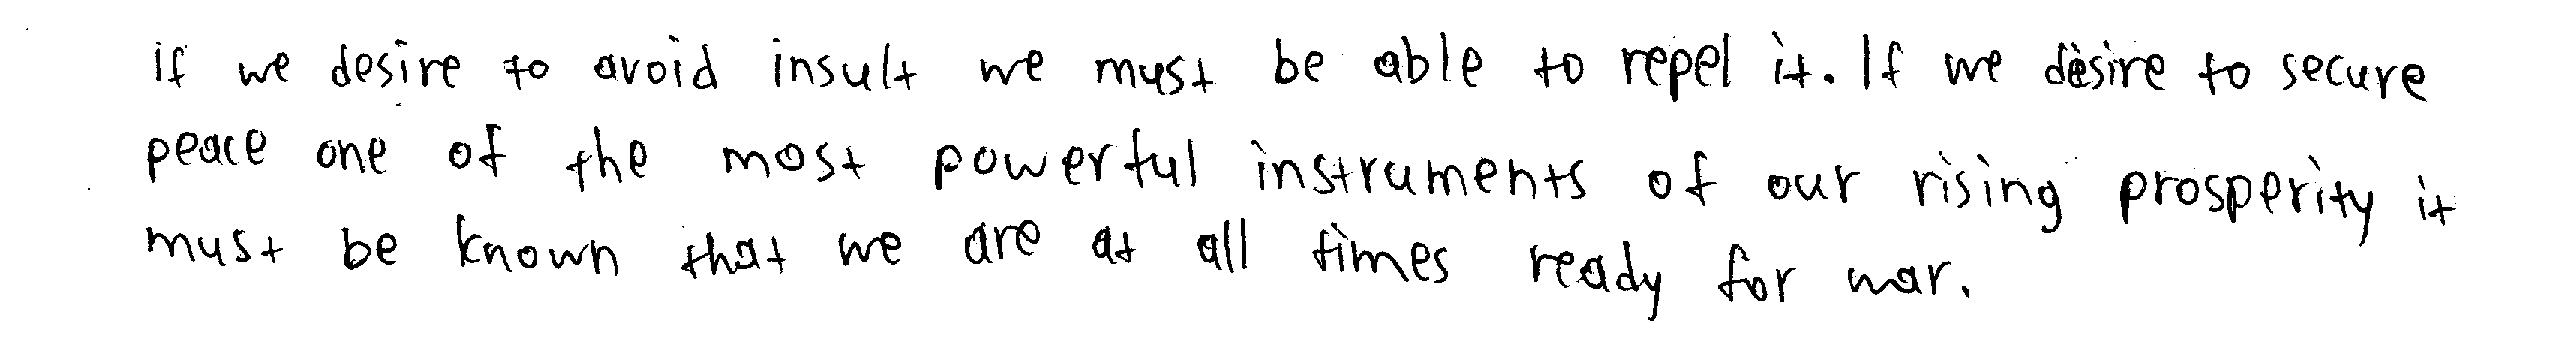 if we desire to avoid insult we must be able to repel it. If we desire to secure
peace one of the most powerful instruments of our rising prosperity it
must be known that we are at all times ready for war.